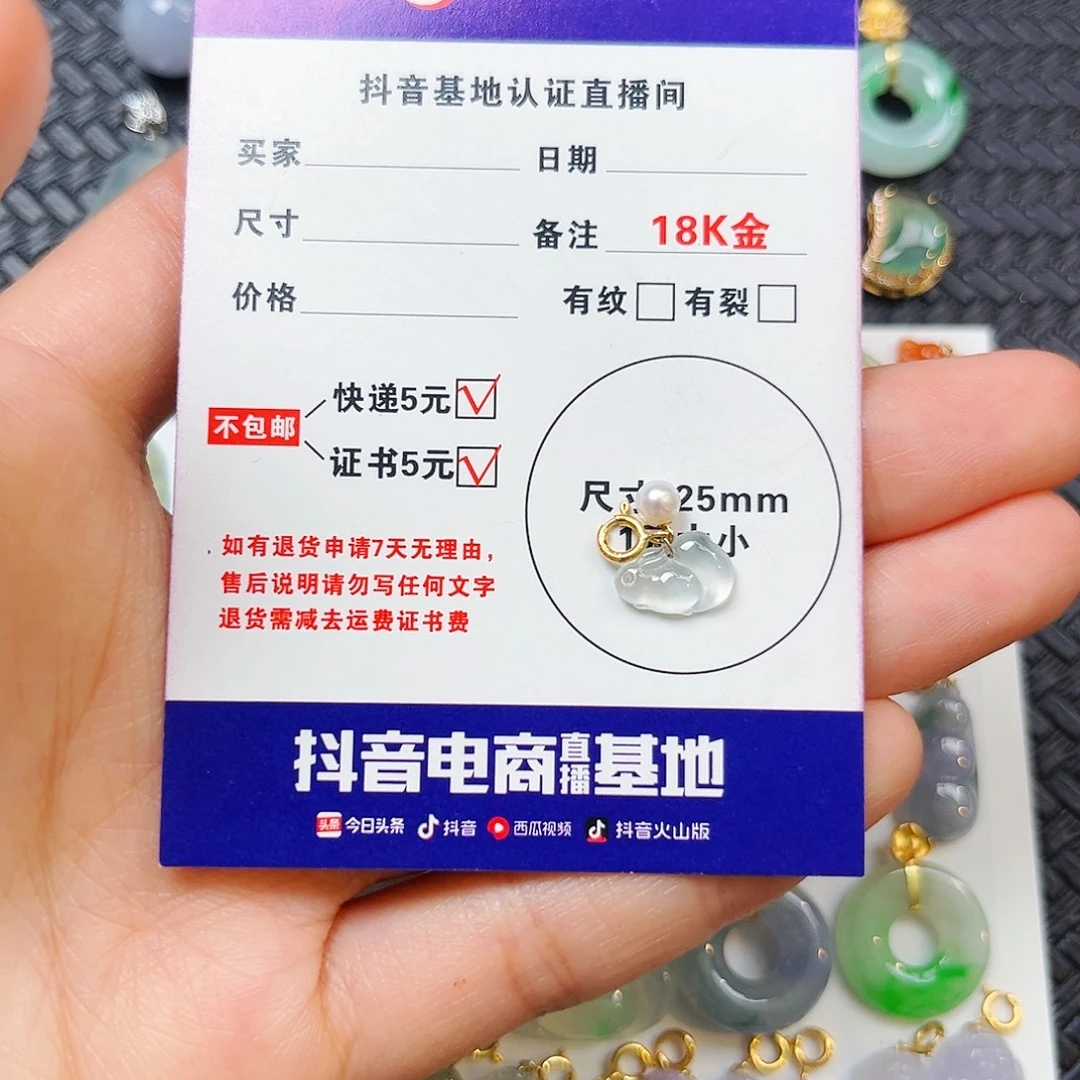 抖音基地认证直播间
买家 日期
尺寸 备注 18K金
价格 有纹 有裂
不包邮
快递5元
证书5元
如有退货申请7天无理由，
售后说明请勿写任何文字
退货需减去运费证书费
尺寸 25mm
小
抖音电商直播基地
头条 今日头条 抖音 西瓜视频 抖音火山版